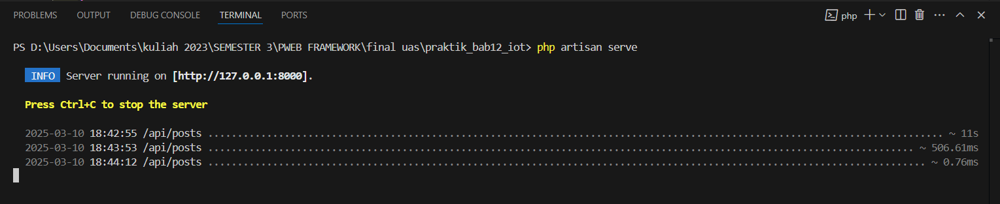 PROBLEMS OUTPUT DEBUG CONSOLE TERMINAL PORTS php
PS D:\Users\Documents\kuliah 2023\SEMESTER 3\PWEB FRAMEWORK\final uas\praktik_bab12_iot> php artisan serve
INFO Server running on [http://127.0.0.1:8000].
Press Ctrl+C to stop the server
2025-03-10 18:42:55 /api/posts ............................................................................................................................. ~ 11s
2025-03-10 18:43:53 /api/posts ........................................................................................................................ ~ 506.61ms
2025-03-10 18:44:12 /api/posts .......................................................................................................................... ~ 0.76ms